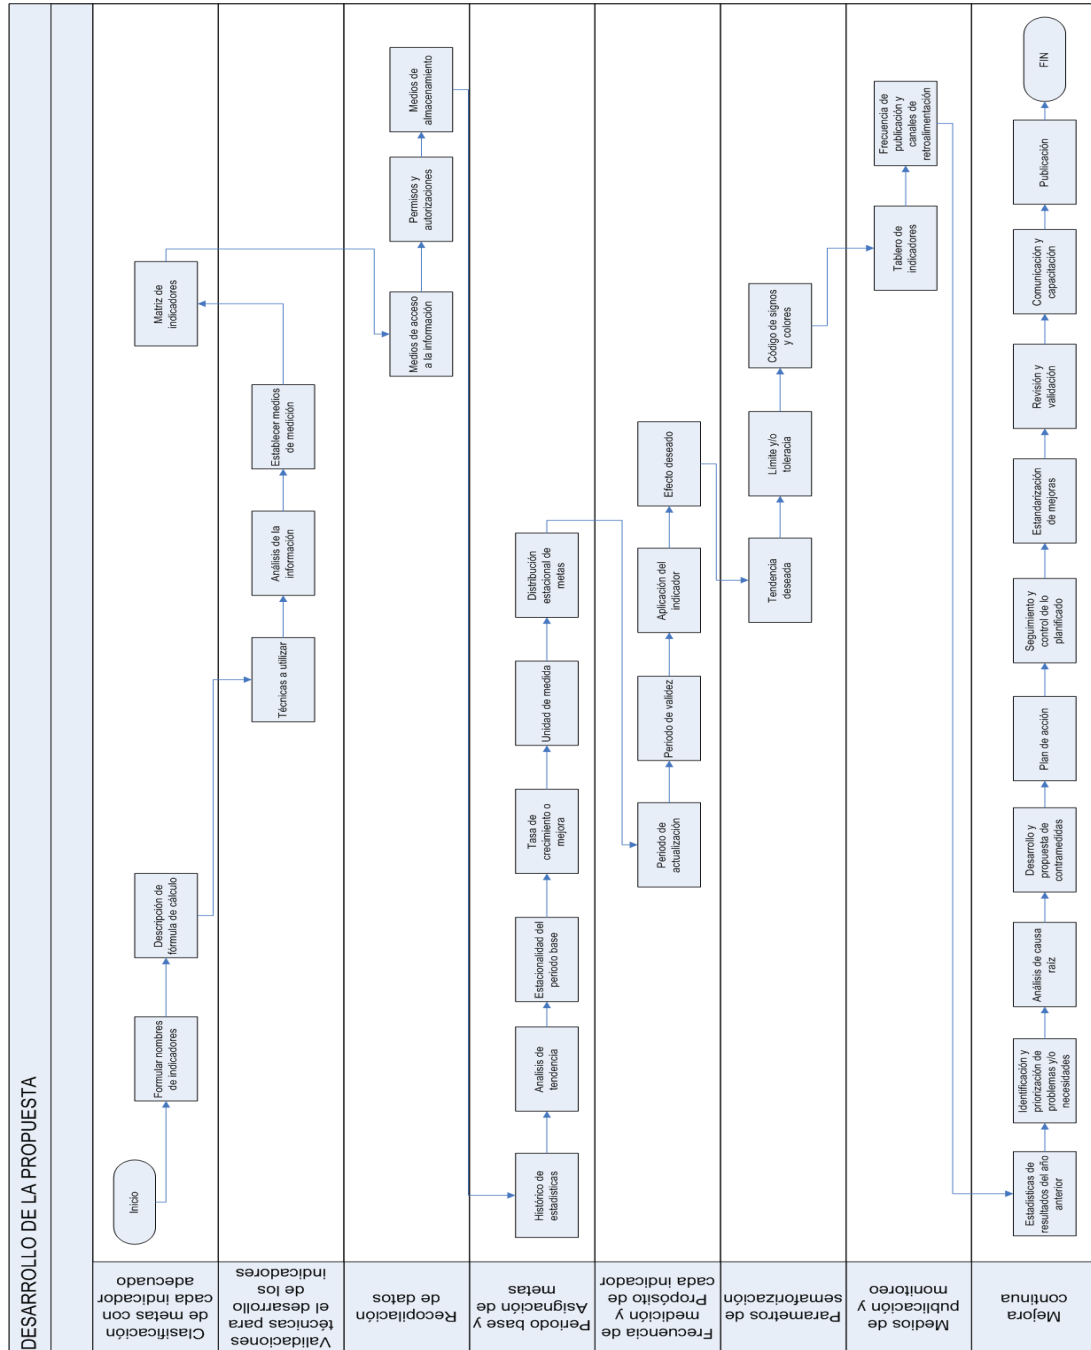 DESARROLLO DE LA PROPUESTA
Clasificación
de metas con
cada indicador
adecuado
Inicio
Formular nombres
de indicadores
Descripción de
fórmula de cálculo
Matriz de
indicadores
Validaciones
técnicas para
el desarrollo
de los
indicadores
Técnicas a utilizar
Análisis de la
información
Establecer medios
de medición
Recopilación
de datos
Medios de acceso
a la información
Permisos y
autorizaciones
Medios de
almacenamiento
Periodo base y
Asignación de
metas
Histórico de
estadísticas
Analisis de
tendencia
Estacionalidad del
periodo base
Tasa de
crecimiento o
mejora
Unidad de medida
Distribución
estacional de
metas
Frecuencia de
medición y
Propósito de
cada indicador
Periodo de
actualización
Periodo de validez
Aplicación del
indicador
Efecto deseado
Parametros de
semaforización
Tendencia
deseada
Límite y/o
toleracia
Código de signos
y colores
Medios de
publicación y
monitoreo
Tablero de
indicadores
Frecuencia de
publicación y
canales de
retroalimentación
Mejora
continua
Estadísticas de
resultados del año
anterior
Identificación y
priorización de
problemas y/o
necesidades
Análisis de causa
raíz
Desarrollo y
propuesta de
contramedidas
Plan de acción
Seguimiento y
control de lo
planificado
Estandarización
de mejoras
Revisión y
validación
Comunicación y
capacitación
Publicación
FIN